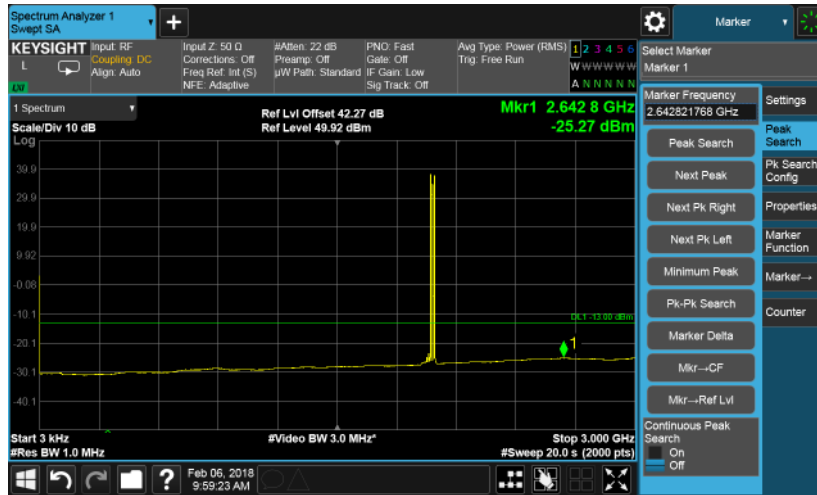 Spectrum Analyzer 1
Swept SA
+
Marker
KEYSIGHT
L
LXI
Input: RF
Coupling: DC
Align: Auto
Input Z: 50 Ω
Corrections: Off
Freq Ref: Int (S)
NFE: Adaptive
#Atten: 22 dB
Preamp: Off
µW Path: Standard
PNO: Fast
Gate: Off
IF Gain: Low
Sig Track: Off
Avg Type: Power (RMS)
Trig: Free Run
1 2 3 4 5 6
W W W W W W
A N N N N N
Select Marker
Marker 1
1 Spectrum
Scale/Div 10 dB
Log
Ref Lvl Offset 42.27 dB
Ref Level 49.92 dBm
Mkr1 2.642 8 GHz
-25.27 dBm
39.9
29.9
19.9
9.92
-0.08
-10.1
-20.1
-30.1
-40.1
DL1 -13.00 dBm
1
Start 3 kHz
#Res BW 1.0 MHz
#Video BW 3.0 MHz*
Stop 3.000 GHz
#Sweep 20.0 s (2000 pts)
Marker Frequency
2.642821768 GHz
Peak Search
Next Peak
Next Pk Right
Next Pk Left
Minimum Peak
Pk-Pk Search
Marker Delta
Mkr→CF
Mkr→Ref Lvl
Continuous Peak
Search
On
Off
Settings
Peak
Search
Pk Search
Config
Properties
Marker
Function
Marker→
Counter
?
Feb 06, 2018
9:59:23 AM